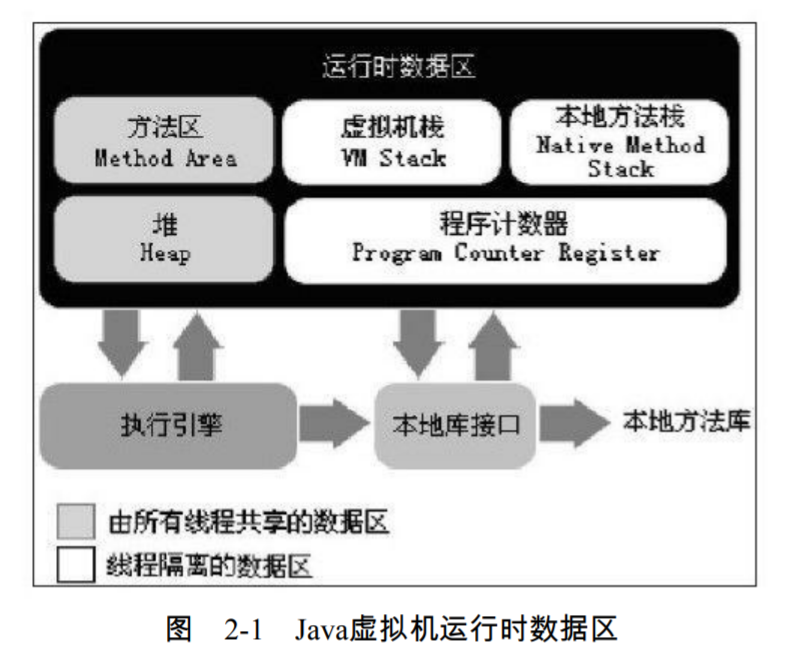 运行时数据区
方法区
Method Area
虚拟机栈
VM Stack
本地方法栈
Native Method
Stack
堆
Heap
程序计数器
Program Counter Register
执行引擎
本地库接口
本地方法库
由所有线程共享的数据区
线程隔离的数据区
图 2-1 Java虚拟机运行时数据区